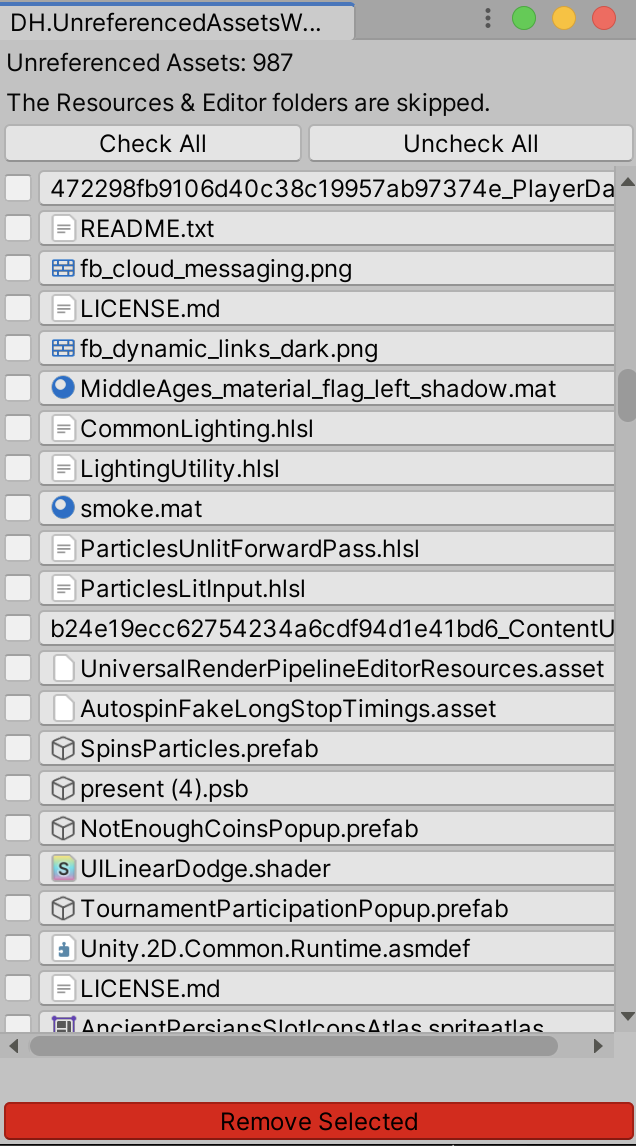 DH.UnreferencedAssetsW...
Unreferenced Assets: 987
The Resources & Editor folders are skipped.
Check All
Uncheck All
472298fb9106d40c38c19957ab97374e_PlayerDa
README.txt
fb_cloud_messaging.png
LICENSE.md
fb_dynamic_links_dark.png
MiddleAges_material_flag_left_shadow.mat
CommonLighting.hlsl
LightingUtility.hlsl
smoke.mat
ParticlesUnlitForwardPass.hlsl
ParticlesLitInput.hlsl
b24e19ecc62754234a6cdf94d1e41bd6_ContentU
UniversalRenderPipelineEditorResources.asset
AutospinFakeLongStopTimings.asset
SpinsParticles.prefab
present (4).psb
NotEnoughCoinsPopup.prefab
UILinearDodge.shader
TournamentParticipationPopup.prefab
Unity.2D.Common.Runtime.asmdef
LICENSE.md
AncientPersiansSlotIconsAtlas.spriteatlas
Remove Selected